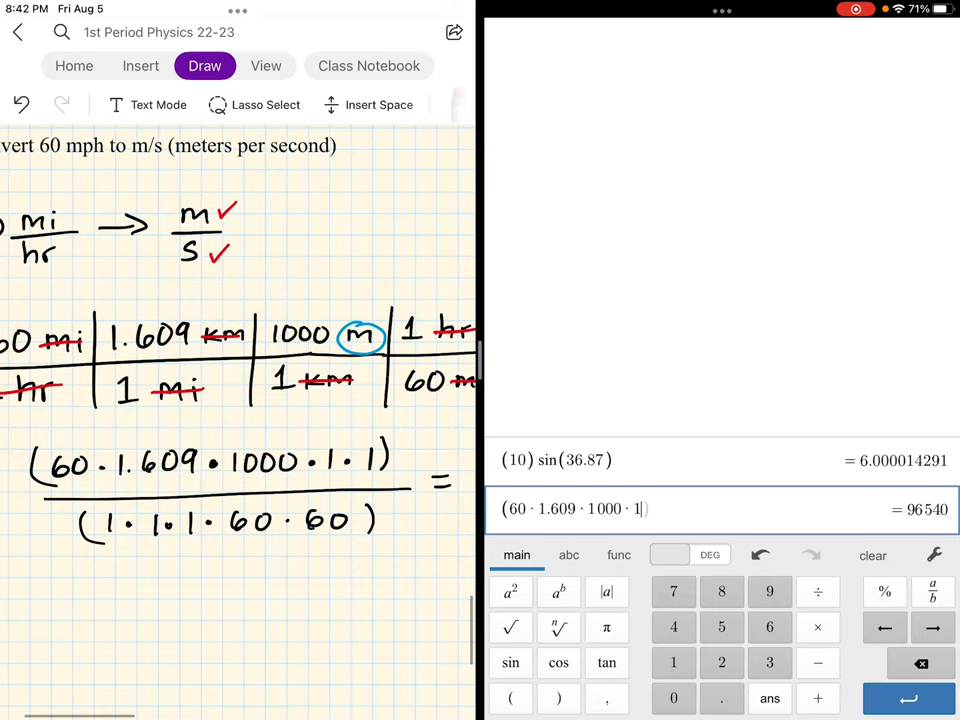 8:42 PM Fri Aug 5
71%
1st Period Physics 22-23
Home Insert Draw View Class Notebook
T Text Mode Lasso Select Insert Space
vert 60 mph to m/s (meters per second)
mi/hr → m/s
mi | 1.609 km | 1000 m | 1 hr
hr | 1 mi | 1 km | 60 m
(60 · 1.609 · 1000 · 1 · 1)
=
(1 · 1 · 1 · 60 · 60)
(10) sin(36.87) = 6.000014291
(60 · 1.609 · 1000 · 1) = 96540
main abc func DEG clear
a² aᵇ |a| 7 8 9 ÷ % a/b
√ ⁿ√ π 4 5 6 × ← →
sin cos tan 1 2 3 −
( ) , 0 . ans +